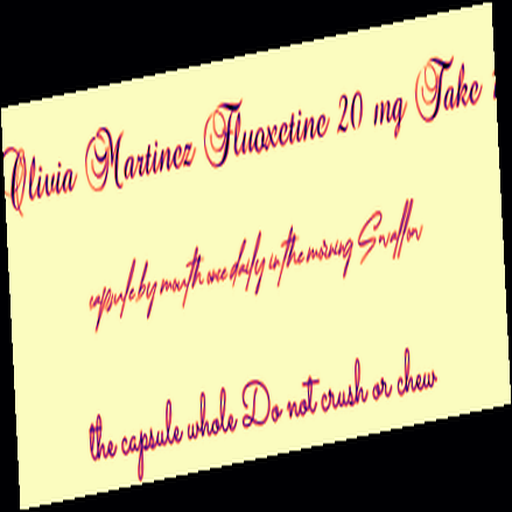 Olivia Martinez Fluoxetine 20 mg Take
capsule by mouth once daily in the morning Swallow
the capsule whole Do not crush or chew